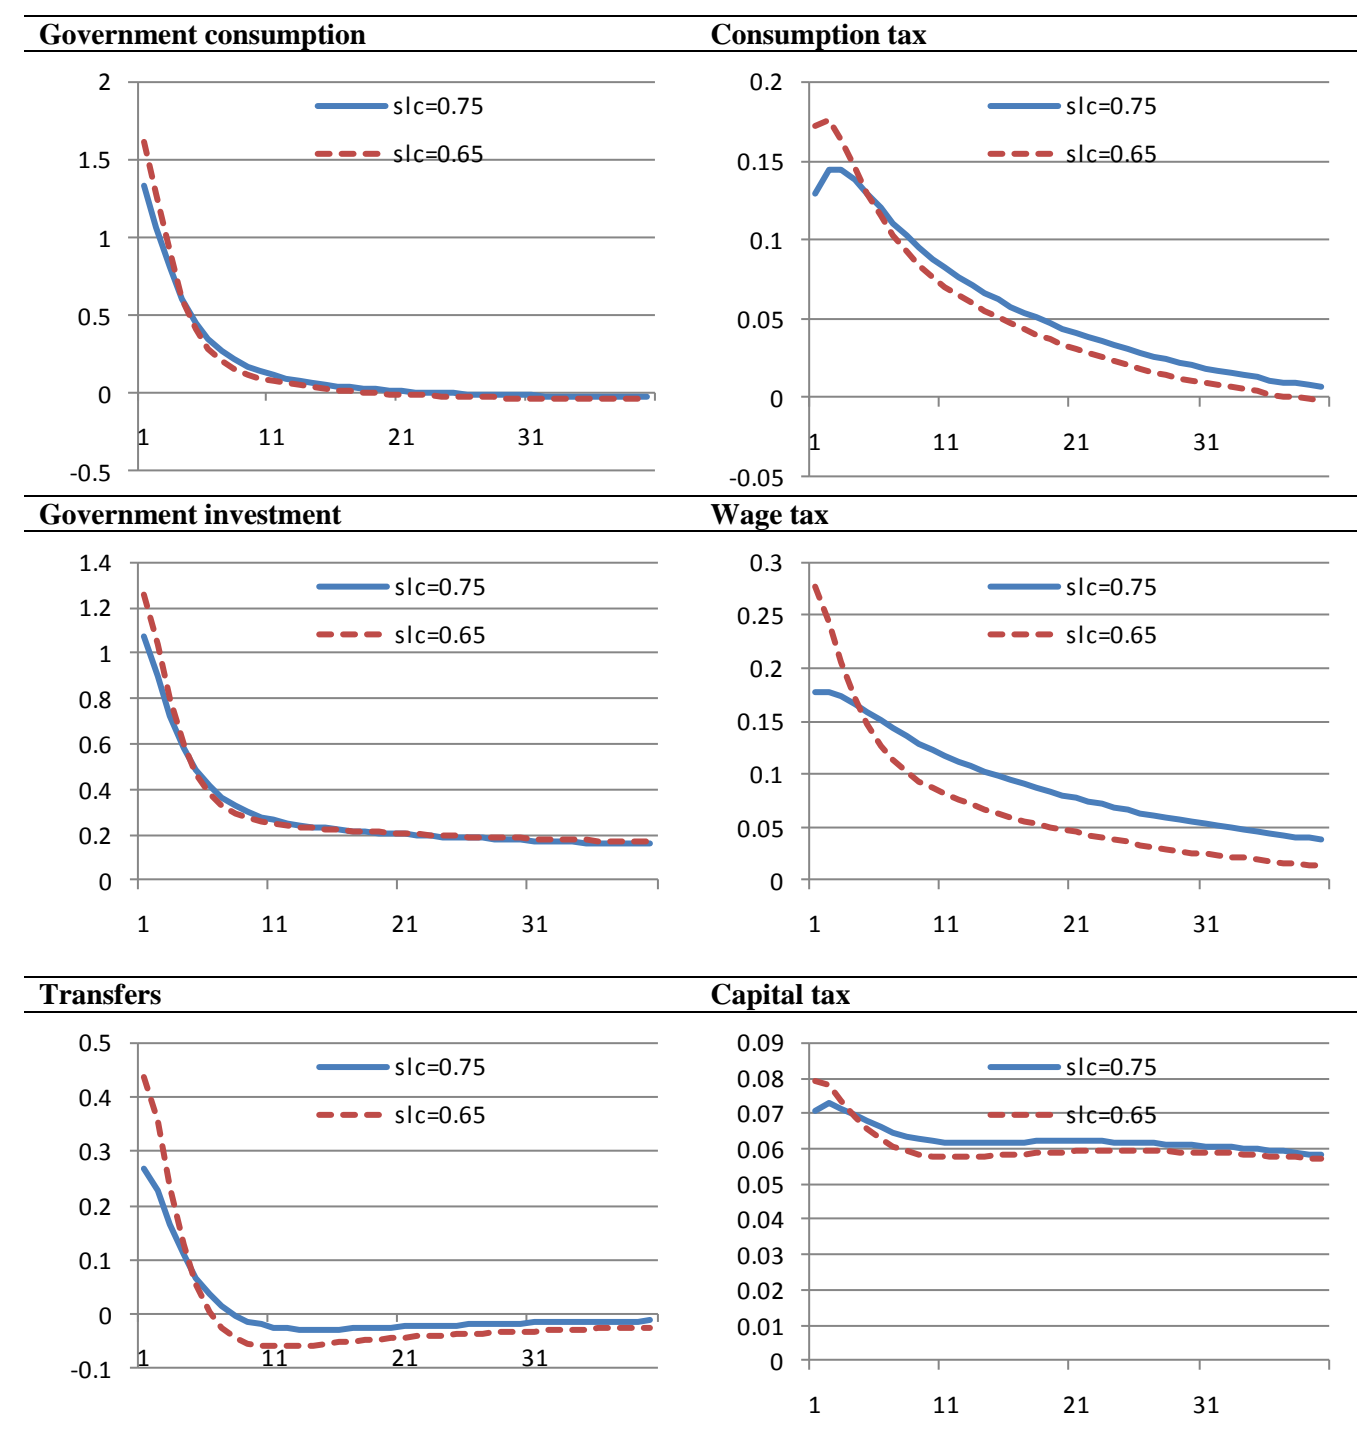 Government consumption
Consumption tax
2
1.5
1
0.5
0
-0.5
1 11 21 31
slc=0.75
slc=0.65
0.2
0.15
0.1
0.05
0
-0.05
1 11 21 31
slc=0.75
slc=0.65
Government investment
Wage tax
1.4
1.2
1
0.8
0.6
0.4
0.2
0
1 11 21 31
slc=0.75
slc=0.65
0.3
0.25
0.2
0.15
0.1
0.05
0
1 11 21 31
slc=0.75
slc=0.65
Transfers
Capital tax
0.5
0.4
0.3
0.2
0.1
0
-0.1
1 11 21 31
slc=0.75
slc=0.65
0.09
0.08
0.07
0.06
0.05
0.04
0.03
0.02
0.01
0
1 11 21 31
slc=0.75
slc=0.65